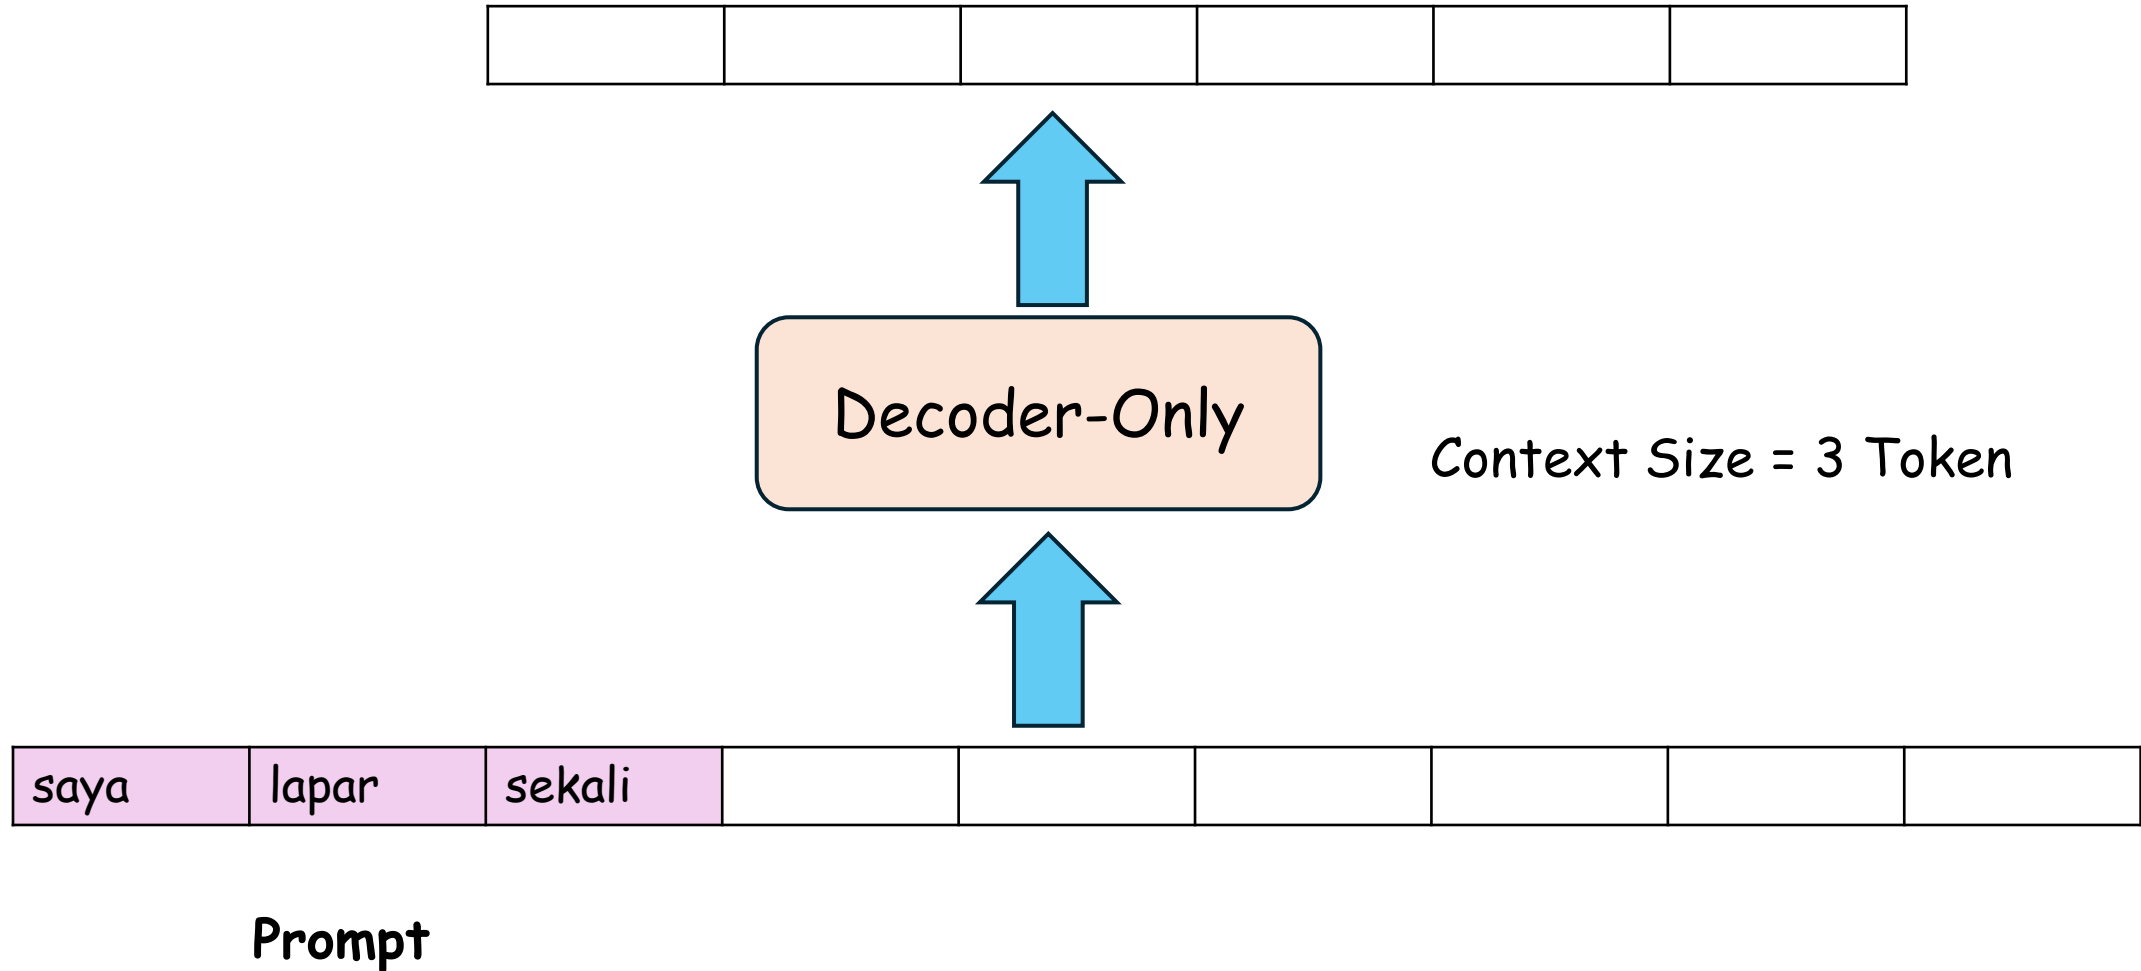 Decoder-Only
Context Size = 3 Token
saya lapar sekali
Prompt